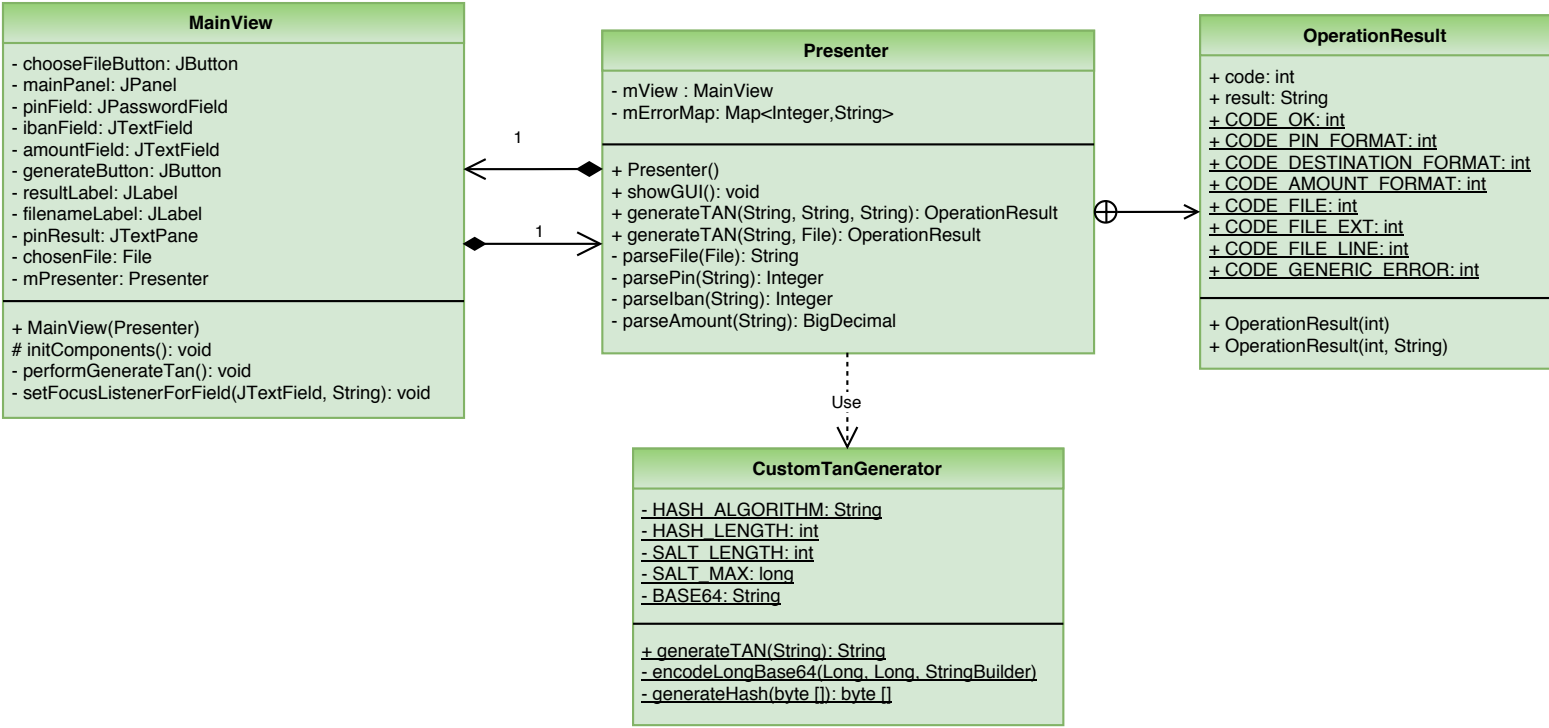 MainView
- chooseFileButton: JButton
- mainPanel: JPanel
- pinField: JPasswordField
- ibanField: JTextField
- amountField: JTextField
- generateButton: JButton
- resultLabel: JLabel
- filenameLabel: JLabel
- pinResult: JTextPane
- chosenFile: File
- mPresenter: Presenter
+ MainView(Presenter)
# initComponents(): void
- performGenerateTan(): void
- setFocusListenerForField(JTextField, String): void
1
1
Presenter
- mView : MainView
- mErrorMap: Map<Integer,String>
+ Presenter()
+ showGUI(): void
+ generateTAN(String, String, String): OperationResult
+ generateTAN(String, File): OperationResult
- parseFile(File): String
- parsePin(String): Integer
- parseIban(String): Integer
- parseAmount(String): BigDecimal
OperationResult
+ code: int
+ result: String
+ CODE_OK: int
+ CODE_PIN_FORMAT: int
+ CODE_DESTINATION_FORMAT: int
+ CODE_AMOUNT_FORMAT: int
+ CODE_FILE: int
+ CODE_FILE_EXT: int
+ CODE_FILE_LINE: int
+ CODE_GENERIC_ERROR: int
+ OperationResult(int)
+ OperationResult(int, String)
Use
CustomTanGenerator
- HASH_ALGORITHM: String
- HASH_LENGTH: int
- SALT_LENGTH: int
- SALT_MAX: long
- BASE64: String
+ generateTAN(String): String
- encodeLongBase64(Long, Long, StringBuilder)
- generateHash(byte []): byte []